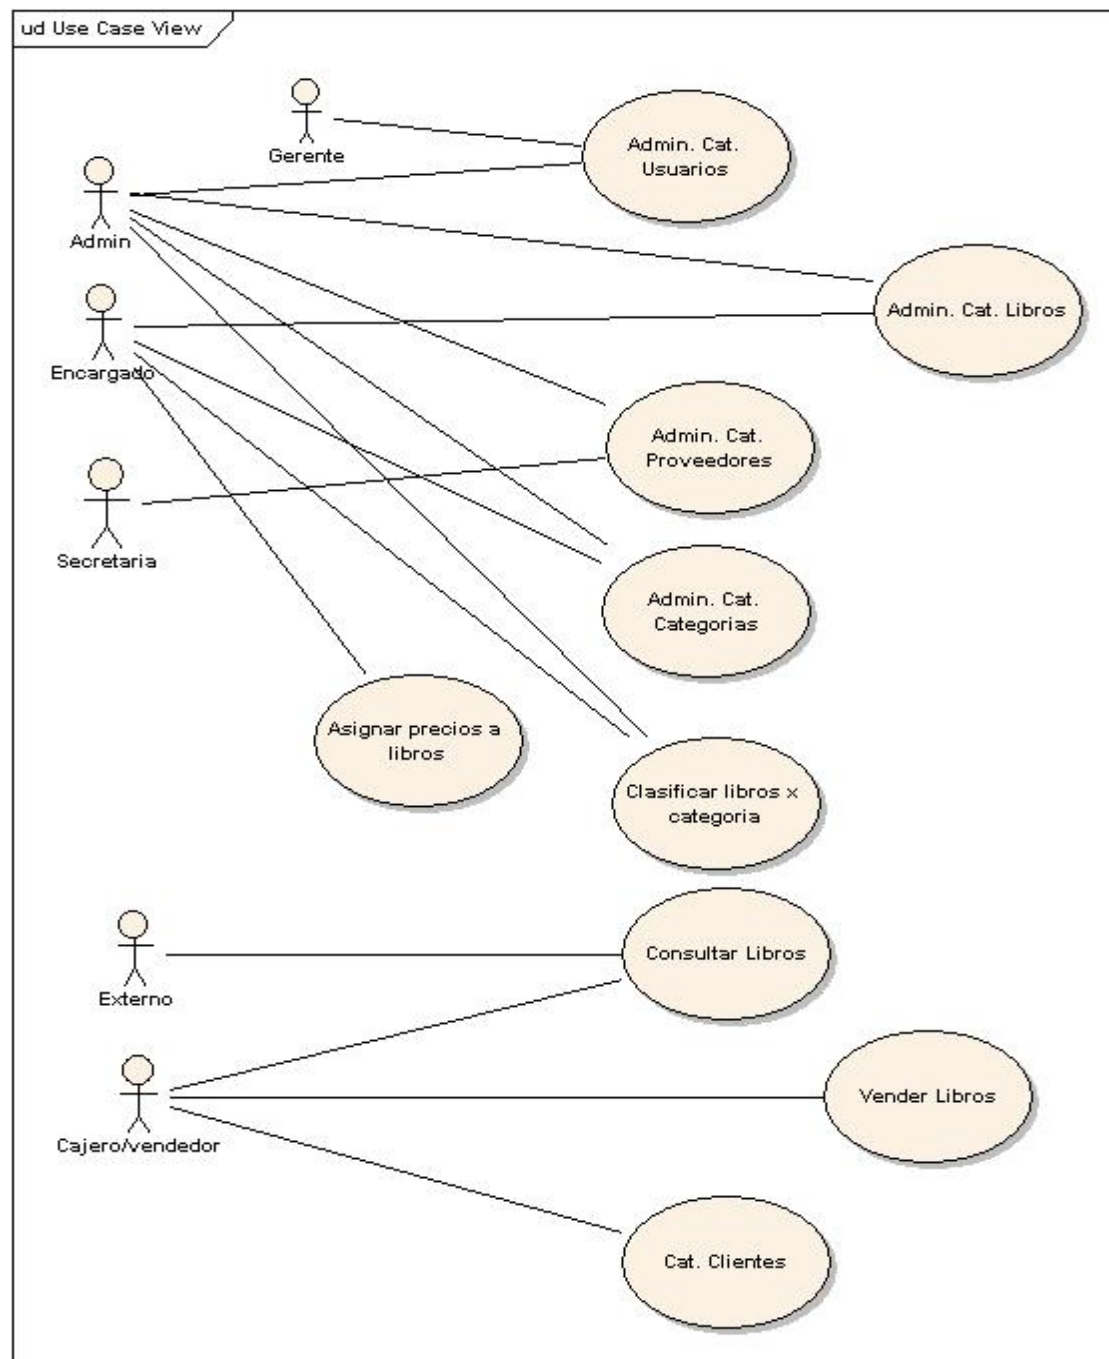 ud Use Case View
Gerente
Admin. Cat.
Usuarios
Admin
Admin. Cat. Libros
Encargado
Admin. Cat.
Proveedores
Secretaria
Admin. Cat.
Categorias
Asignar precios a
libros
Clasificar libros x
categoria
Externo
Consultar Libros
Cajero/vendedor
Vender Libros
Cat. Clientes